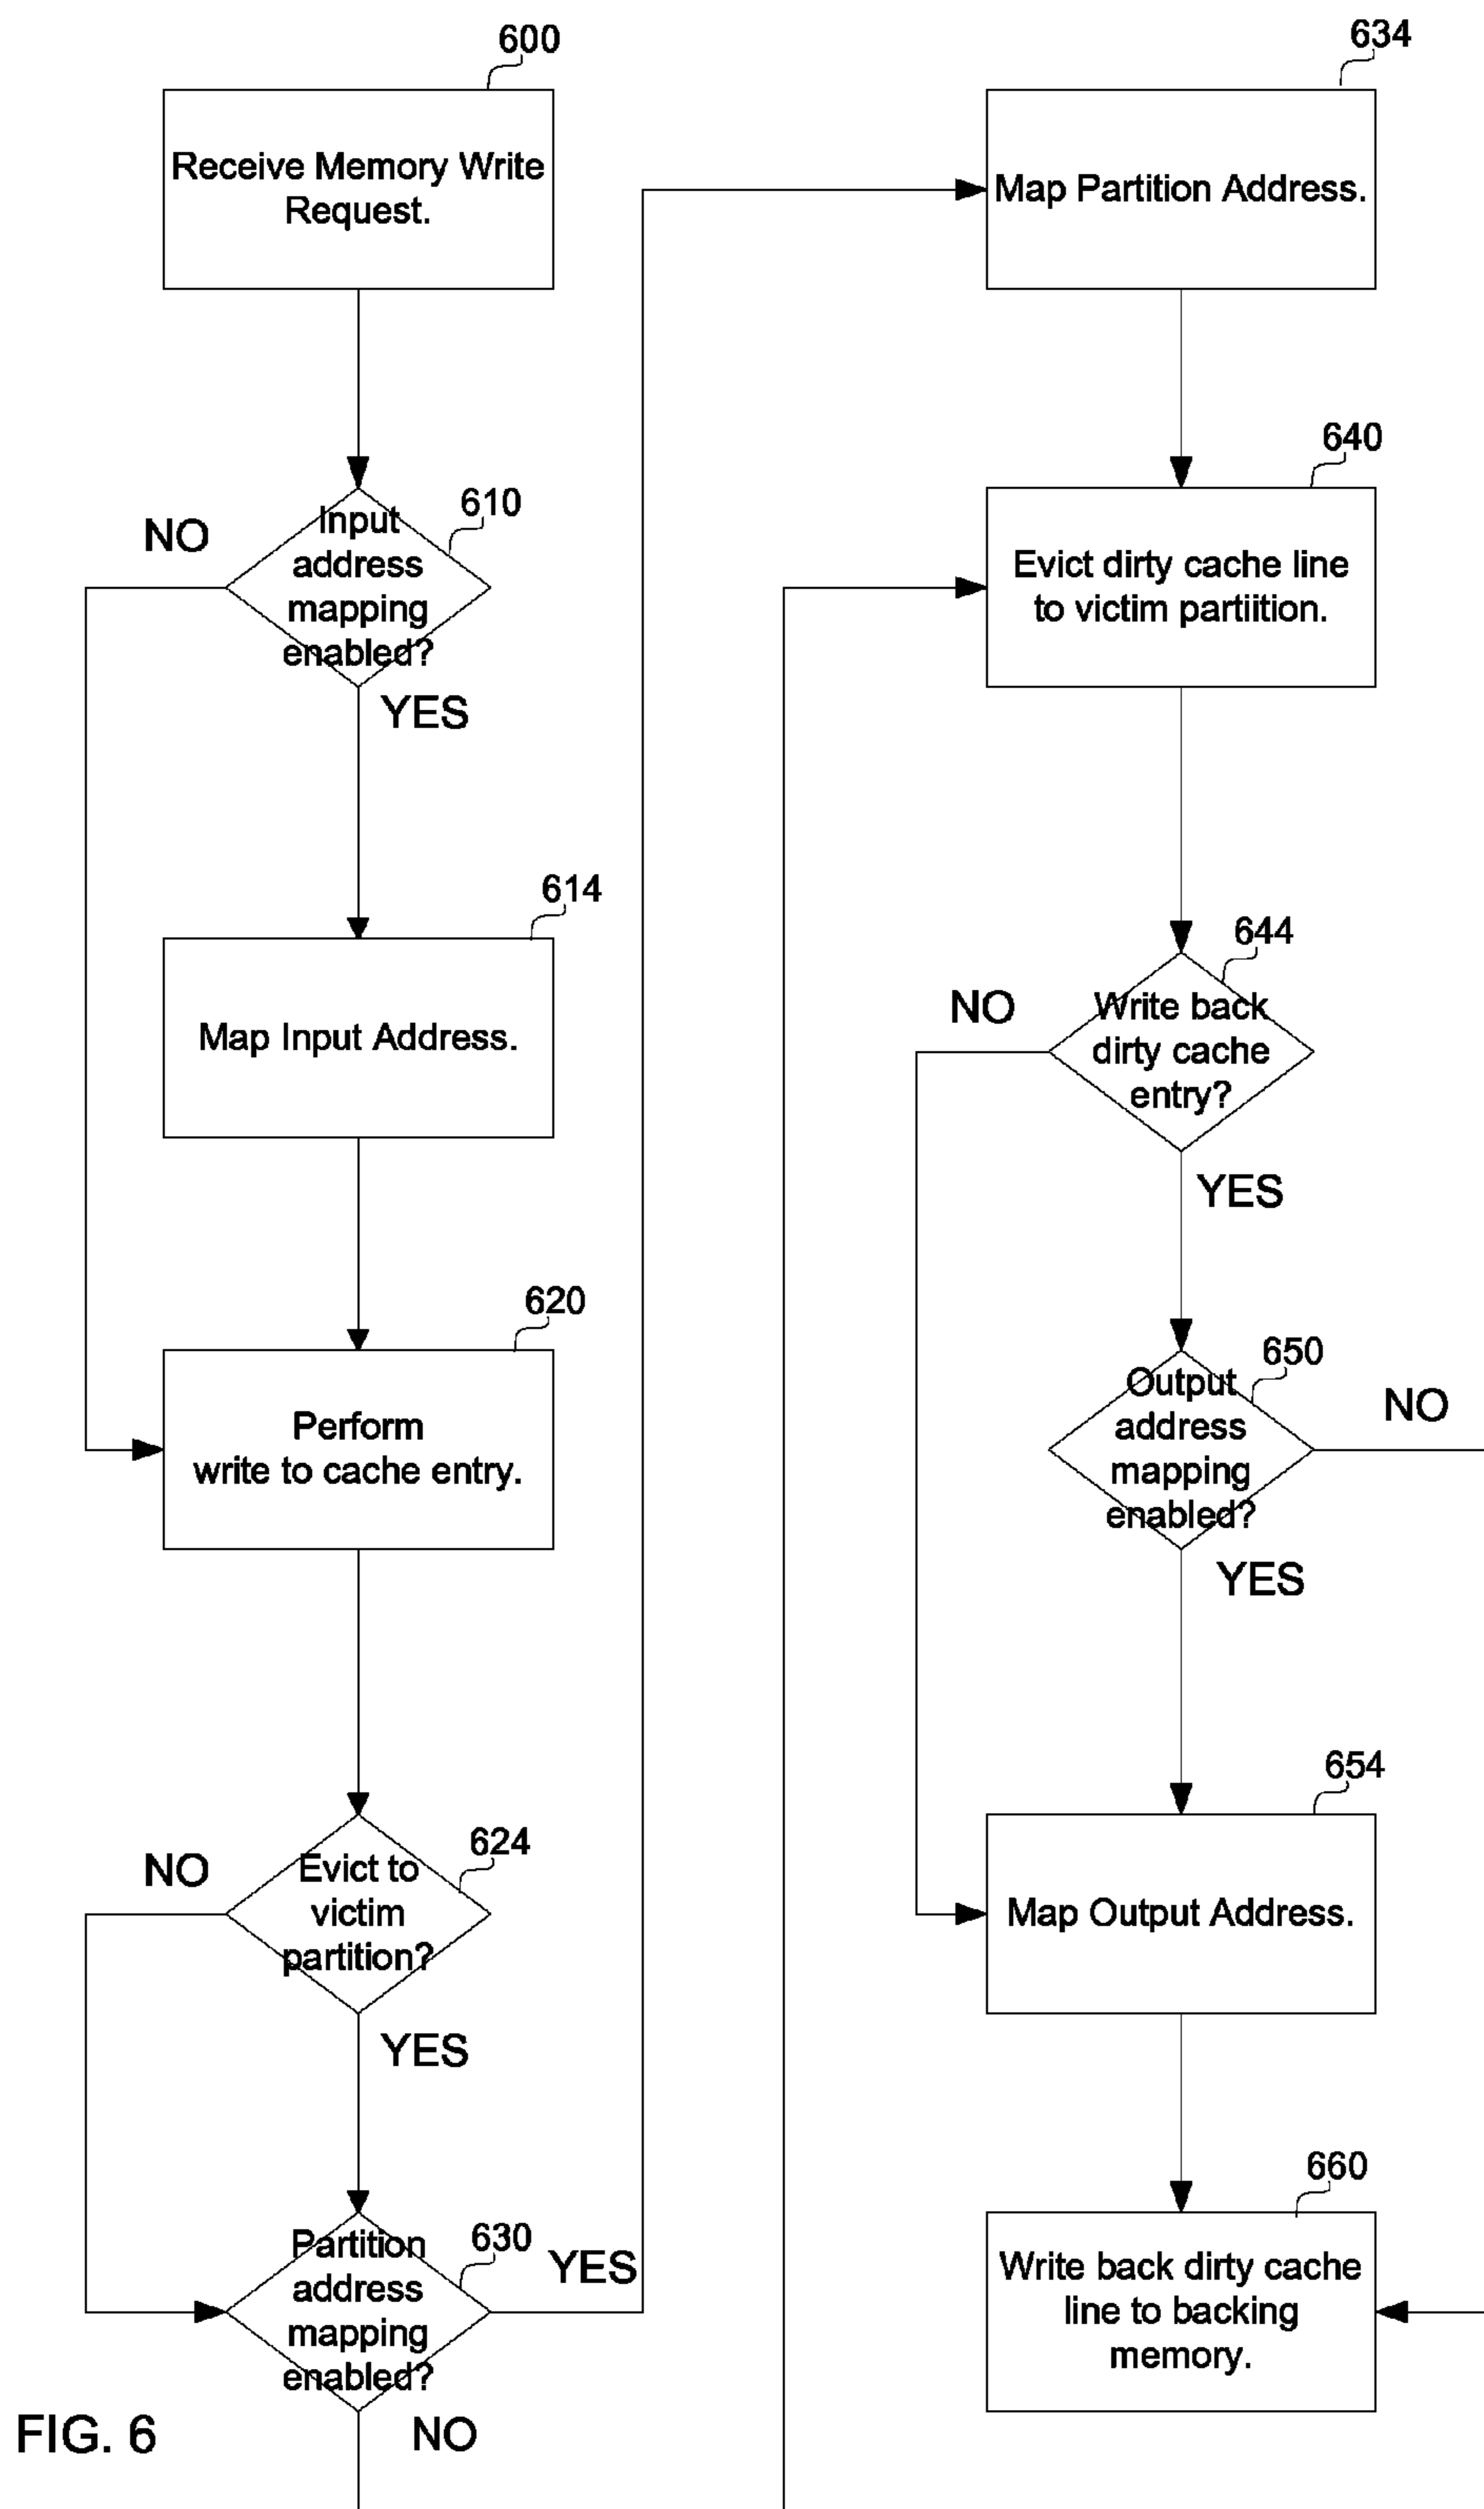 600
Receive Memory Write
Request.
610
Input
address
mapping
enabled?
NO
YES
614
Map Input Address.
620
Perform
write to cache entry.
624
Evict to
victim
partition?
NO
YES
630
Partition
address
mapping
enabled?
YES
NO
FIG. 6
634
Map Partition Address.
640
Evict dirty cache line
to victim partiition.
644
Write back
dirty cache
entry?
NO
YES
650
Output
address
mapping
enabled?
NO
YES
654
Map Output Address.
660
Write back dirty cache
line to backing
memory.